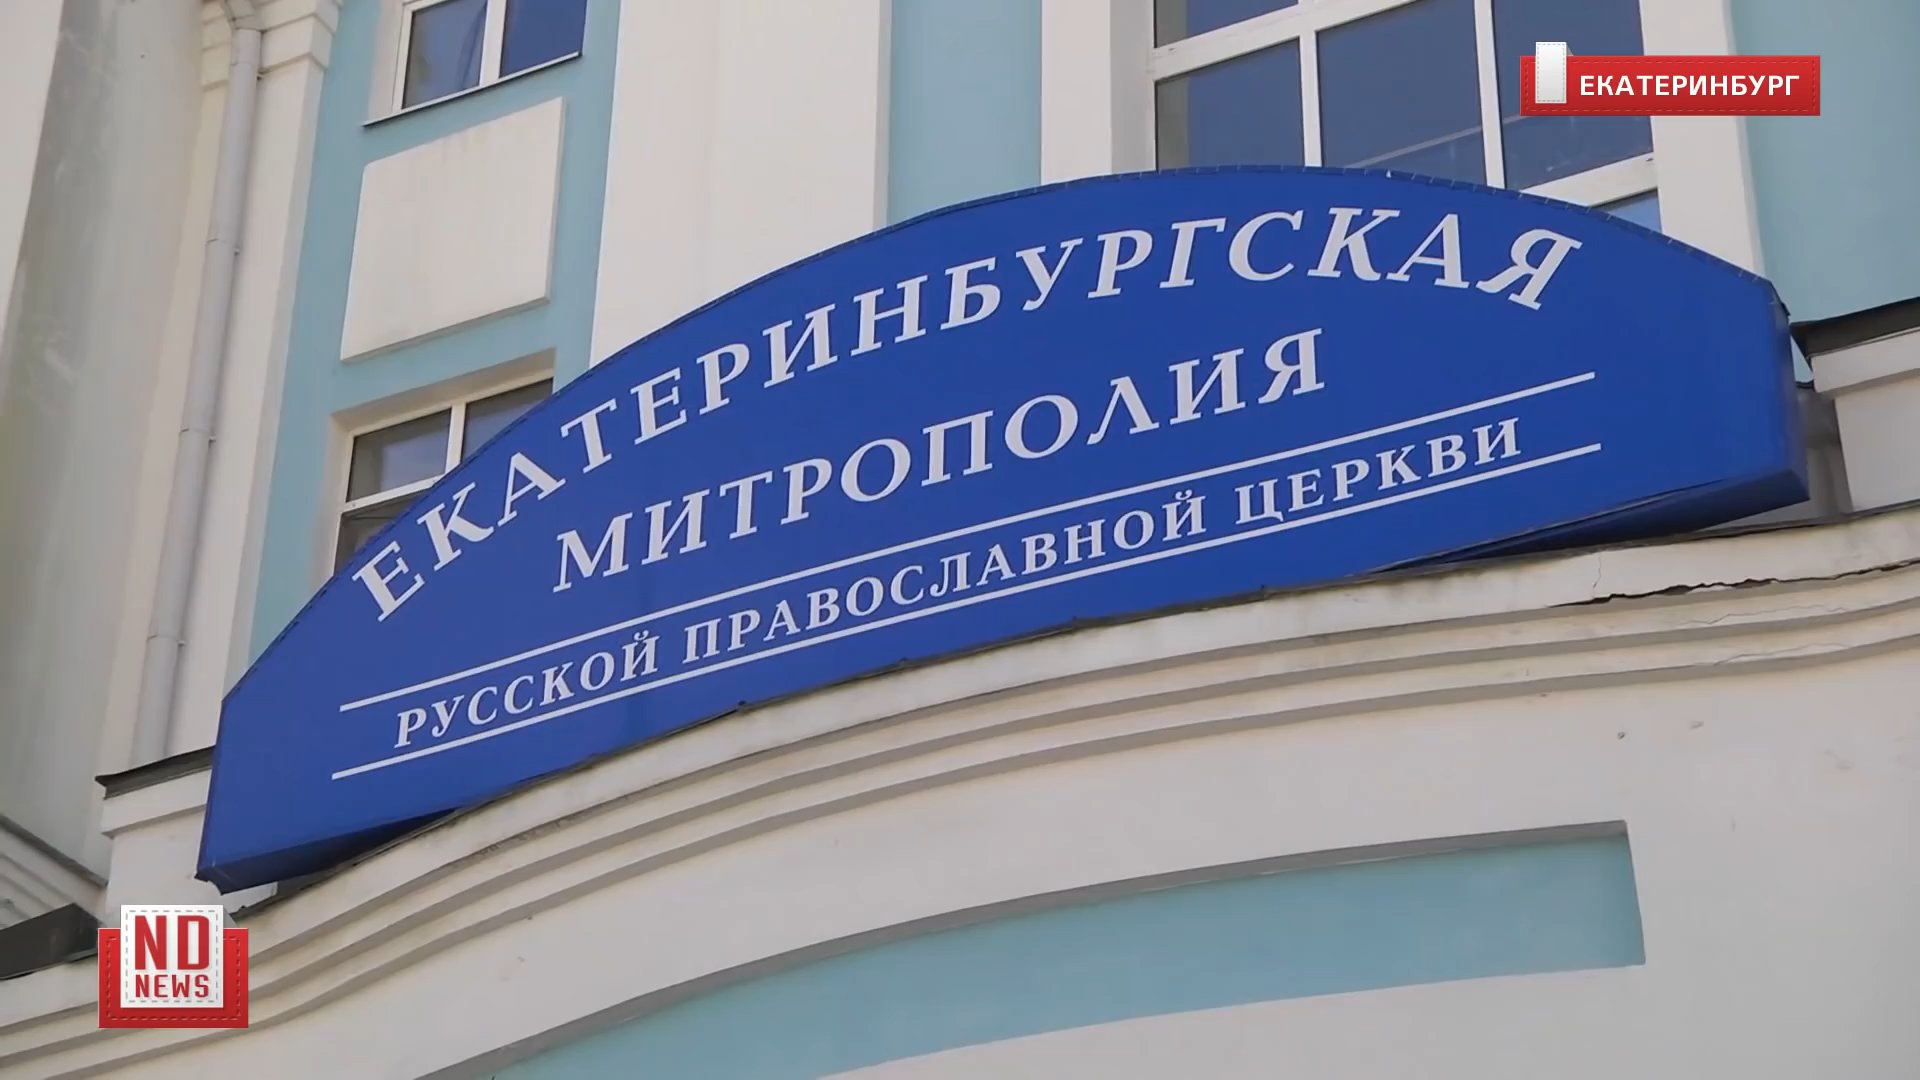 ЕКАТЕРИНБУРГ
ЕКАТЕРИНБУРГСКАЯ
МИТРОПОЛИЯ
РУССКОЙ ПРАВОСЛАВНОЙ ЦЕРКВИ
ND
NEWS